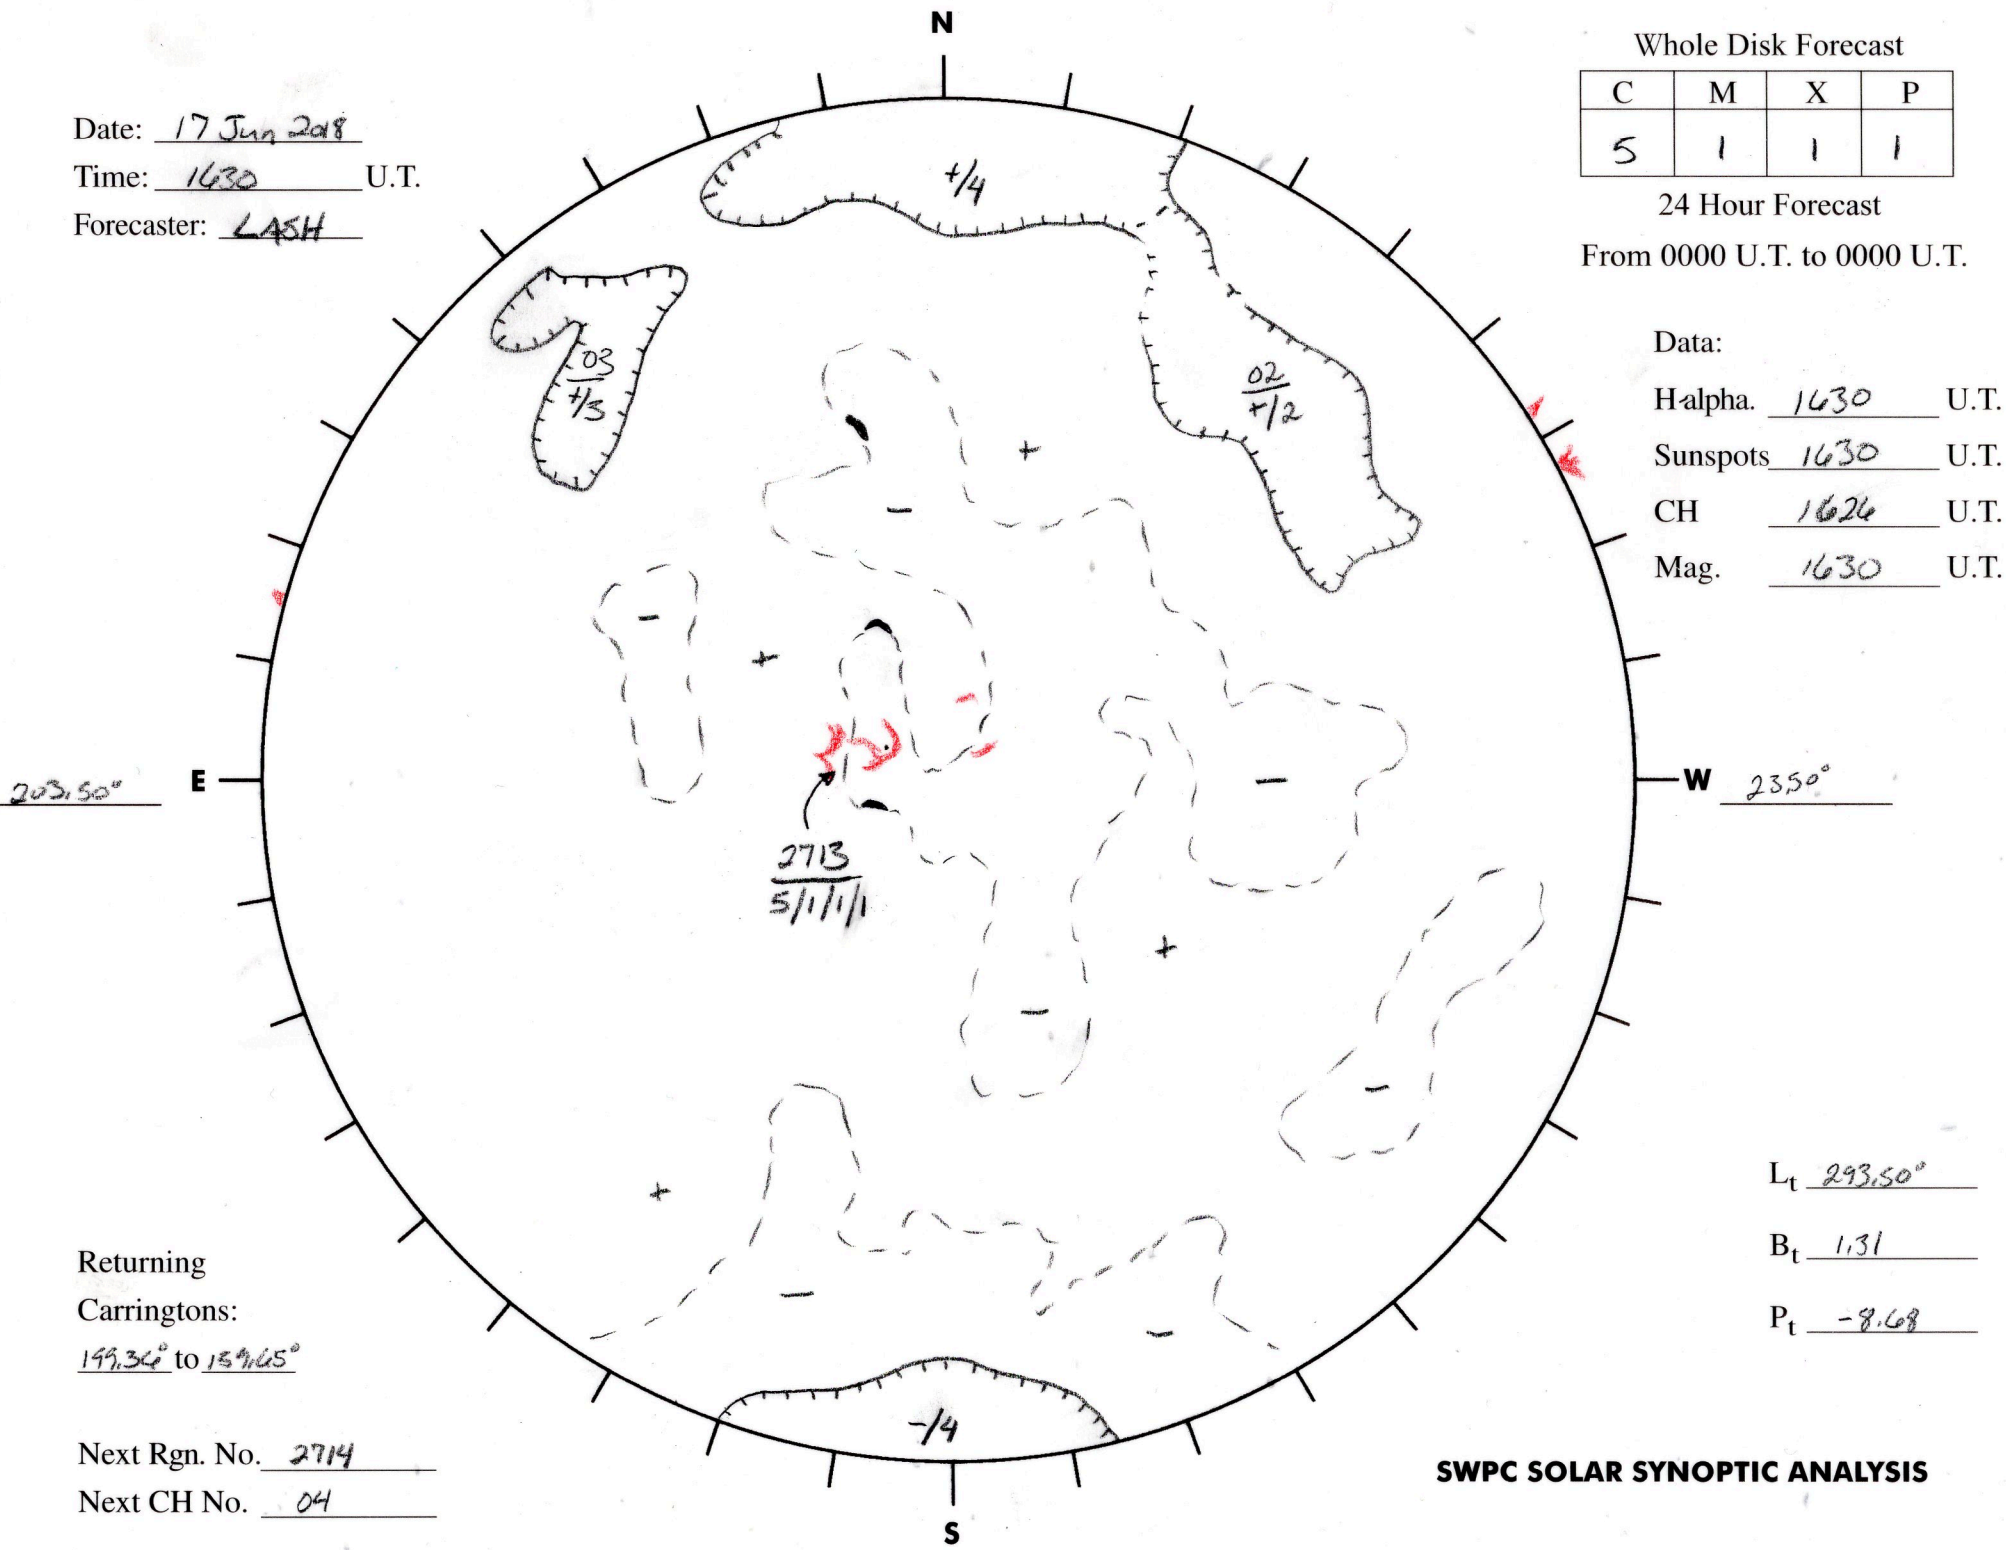 N
Whole Disk Forecast
C M X P
5 1 1 1
24 Hour Forecast
From 0000 U.T. to 0000 U.T.
Date: 17 Jun 2018
Time: 1630 U.T.
Forecaster: LASH
+/4
03
+/3
02
+/2
Data:
H-alpha. 1630 U.T.
Sunspots 1630 U.T.
CH 1626 U.T.
Mag. 1630 U.T.
+
−
−
+
203.50° E
−
W 23.50°
2713
5/1/1/1
+
−
−
+
−
−
-/4
S
Lt 293.50°
Bt 1.31
Pt -8.68
Returning
Carringtons:
199.36° to 159.65°
Next Rgn. No. 2714
Next CH No. 04
SWPC SOLAR SYNOPTIC ANALYSIS